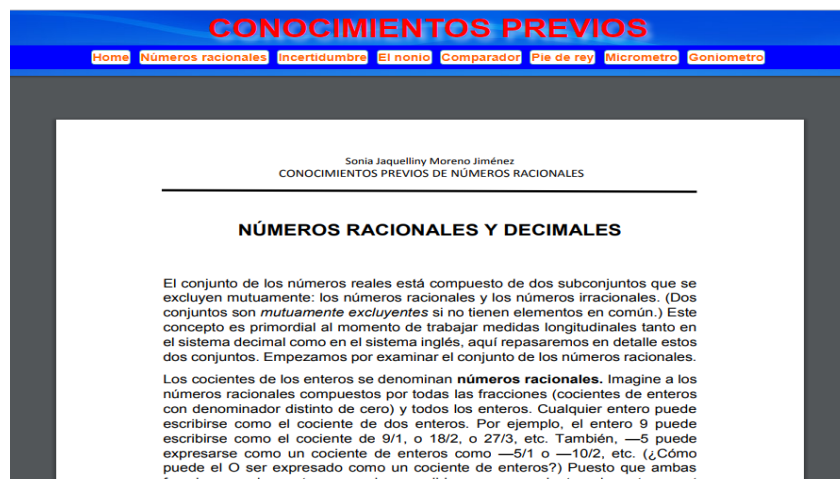 CONOCIMIENTOS PREVIOS
Home Números racionales Incertidumbre El nonio Comparador Pie de rey Micrometro Goniometro
Sonia Jaquelliny Moreno Jiménez
CONOCIMIENTOS PREVIOS DE NÚMEROS RACIONALES
NÚMEROS RACIONALES Y DECIMALES
El conjunto de los números reales está compuesto de dos subconjuntos que se
excluyen mutuamente: los números racionales y los números irracionales. (Dos
conjuntos son mutuamente excluyentes si no tienen elementos en común.) Este
concepto es primordial al momento de trabajar medidas longitudinales tanto en
el sistema decimal como en el sistema inglés, aquí repasaremos en detalle estos
dos conjuntos. Empezamos por examinar el conjunto de los números racionales.
Los cocientes de los enteros se denominan números racionales. Imagine a los
números racionales compuestos por todas las fracciones (cocientes de enteros
con denominador distinto de cero) y todos los enteros. Cualquier entero puede
escribirse como el cociente de dos enteros. Por ejemplo, el entero 9 puede
escribirse como el cociente de 9/1, o 18/2, o 27/3, etc. También, —5 puede
expresarse como un cociente de enteros como —5/1 o —10/2, etc. (¿Cómo
puede el O ser expresado como un cociente de enteros?) Puesto que ambas